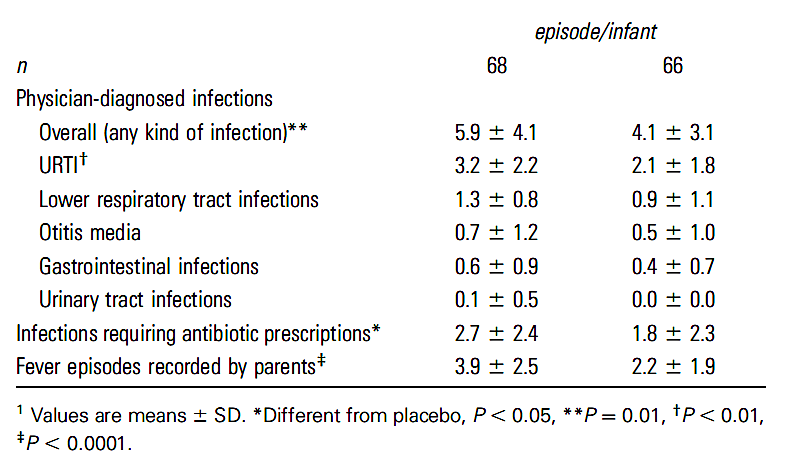 episode/infant
n 68 66
Physician-diagnosed infections
Overall (any kind of infection)** 5.9 ± 4.1 4.1 ± 3.1
URTI† 3.2 ± 2.2 2.1 ± 1.8
Lower respiratory tract infections 1.3 ± 0.8 0.9 ± 1.1
Otitis media 0.7 ± 1.2 0.5 ± 1.0
Gastrointestinal infections 0.6 ± 0.9 0.4 ± 0.7
Urinary tract infections 0.1 ± 0.5 0.0 ± 0.0
Infections requiring antibiotic prescriptions* 2.7 ± 2.4 1.8 ± 2.3
Fever episodes recorded by parents‡ 3.9 ± 2.5 2.2 ± 1.9
1 Values are means ± SD. *Different from placebo, P < 0.05, **P = 0.01, †P < 0.01,
‡P < 0.0001.